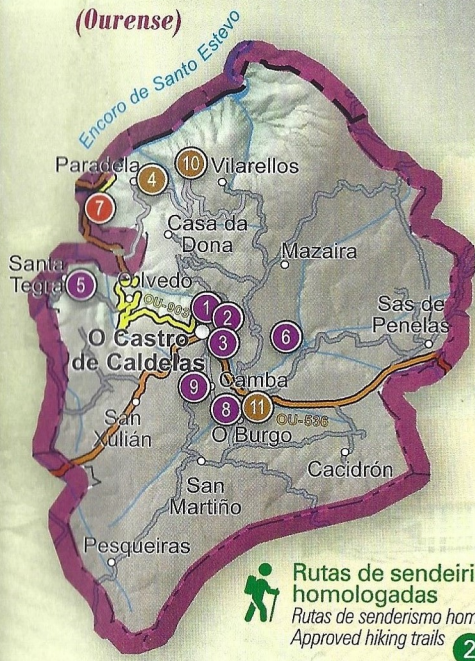 (Ourense)
Encoro de Santo Estevo
Paradela
4
10
Vilarellos
7
Casa da
Dona
Mazaira
Santa
Tegra
5
Colvedo
OU-903
1
2
3
6
Sas de
Penelas
O Castro
de Caldelas
9
Camba
8
11
OU-536
San
Xulián
O Burgo
Cacidrón
San
Martiño
Pesqueiras
Rutas de sendeiri
homologadas
Rutas de senderismo hom
Approved hiking trails
2